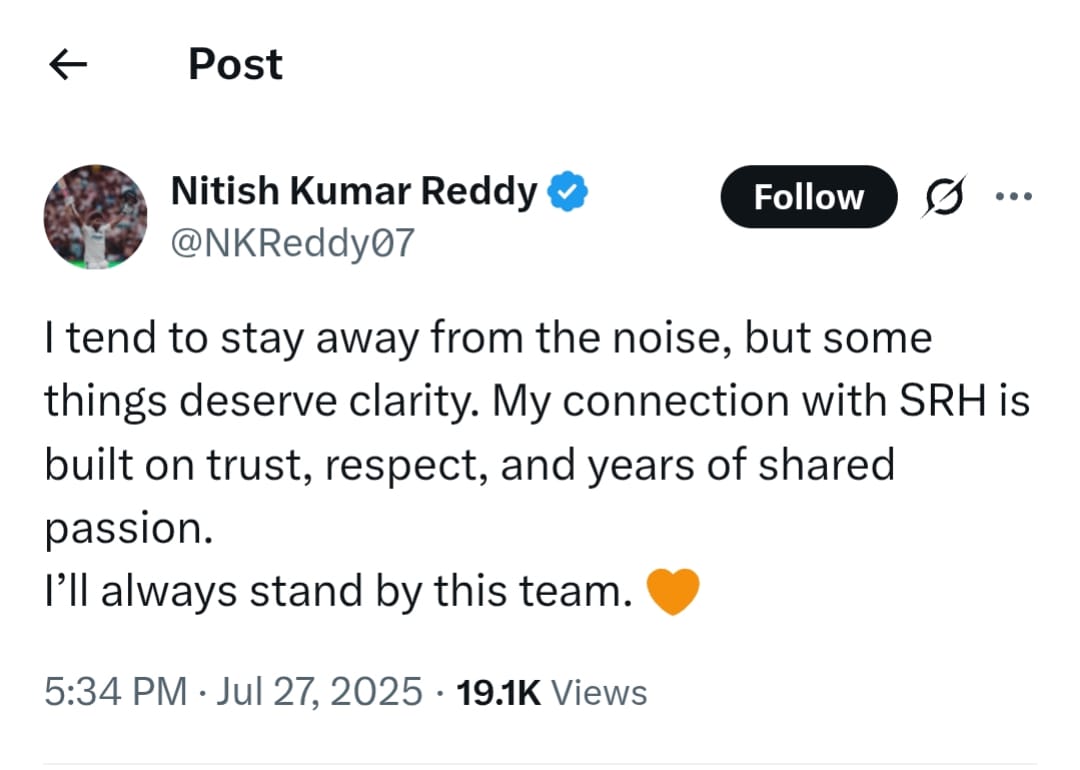 Post
Nitish Kumar Reddy
Follow
@NKReddy07
I tend to stay away from the noise, but some
things deserve clarity. My connection with SRH is
built on trust, respect, and years of shared
passion.
I’ll always stand by this team. 🧡
5:34 PM · Jul 27, 2025 · 19.1K Views